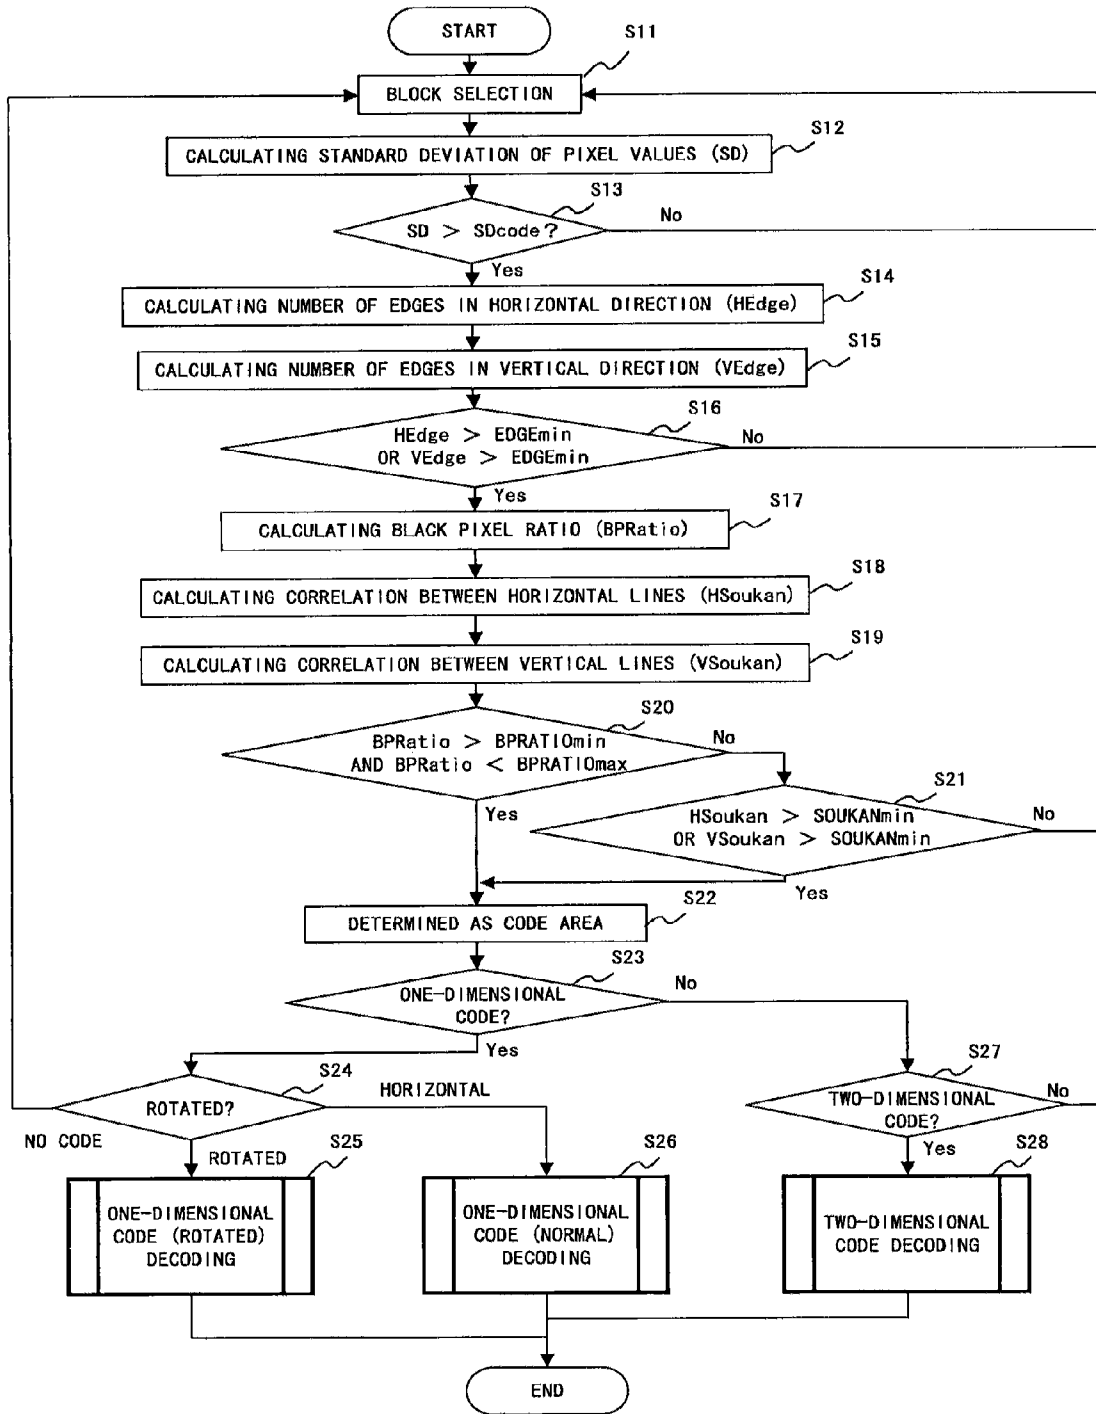 START
S11
BLOCK SELECTION
S12
CALCULATING STANDARD DEVIATION OF PIXEL VALUES (SD)
S13
SD > SDcode?
No
Yes
S14
CALCULATING NUMBER OF EDGES IN HORIZONTAL DIRECTION (HEdge)
S15
CALCULATING NUMBER OF EDGES IN VERTICAL DIRECTION (VEdge)
S16
HEdge > EDGEmin
OR VEdge > EDGEmin
No
Yes
S17
CALCULATING BLACK PIXEL RATIO (BPRatio)
S18
CALCULATING CORRELATION BETWEEN HORIZONTAL LINES (HSoukan)
S19
CALCULATING CORRELATION BETWEEN VERTICAL LINES (VSoukan)
S20
BPRatio > BPRATIOmin
AND BPRatio < BPRATIOmax
No
Yes
S21
HSoukan > SOUKANmin
OR VSoukan > SOUKANmin
No
Yes
S22
DETERMINED AS CODE AREA
S23
ONE-DIMENSIONAL
CODE?
No
Yes
S24
ROTATED?
HORIZONTAL
NO CODE
ROTATED
S27
TWO-DIMENSIONAL
CODE?
No
Yes
S25
ONE-DIMENSIONAL
CODE (ROTATED)
DECODING
S26
ONE-DIMENSIONAL
CODE (NORMAL)
DECODING
S28
TWO-DIMENSIONAL
CODE DECODING
END